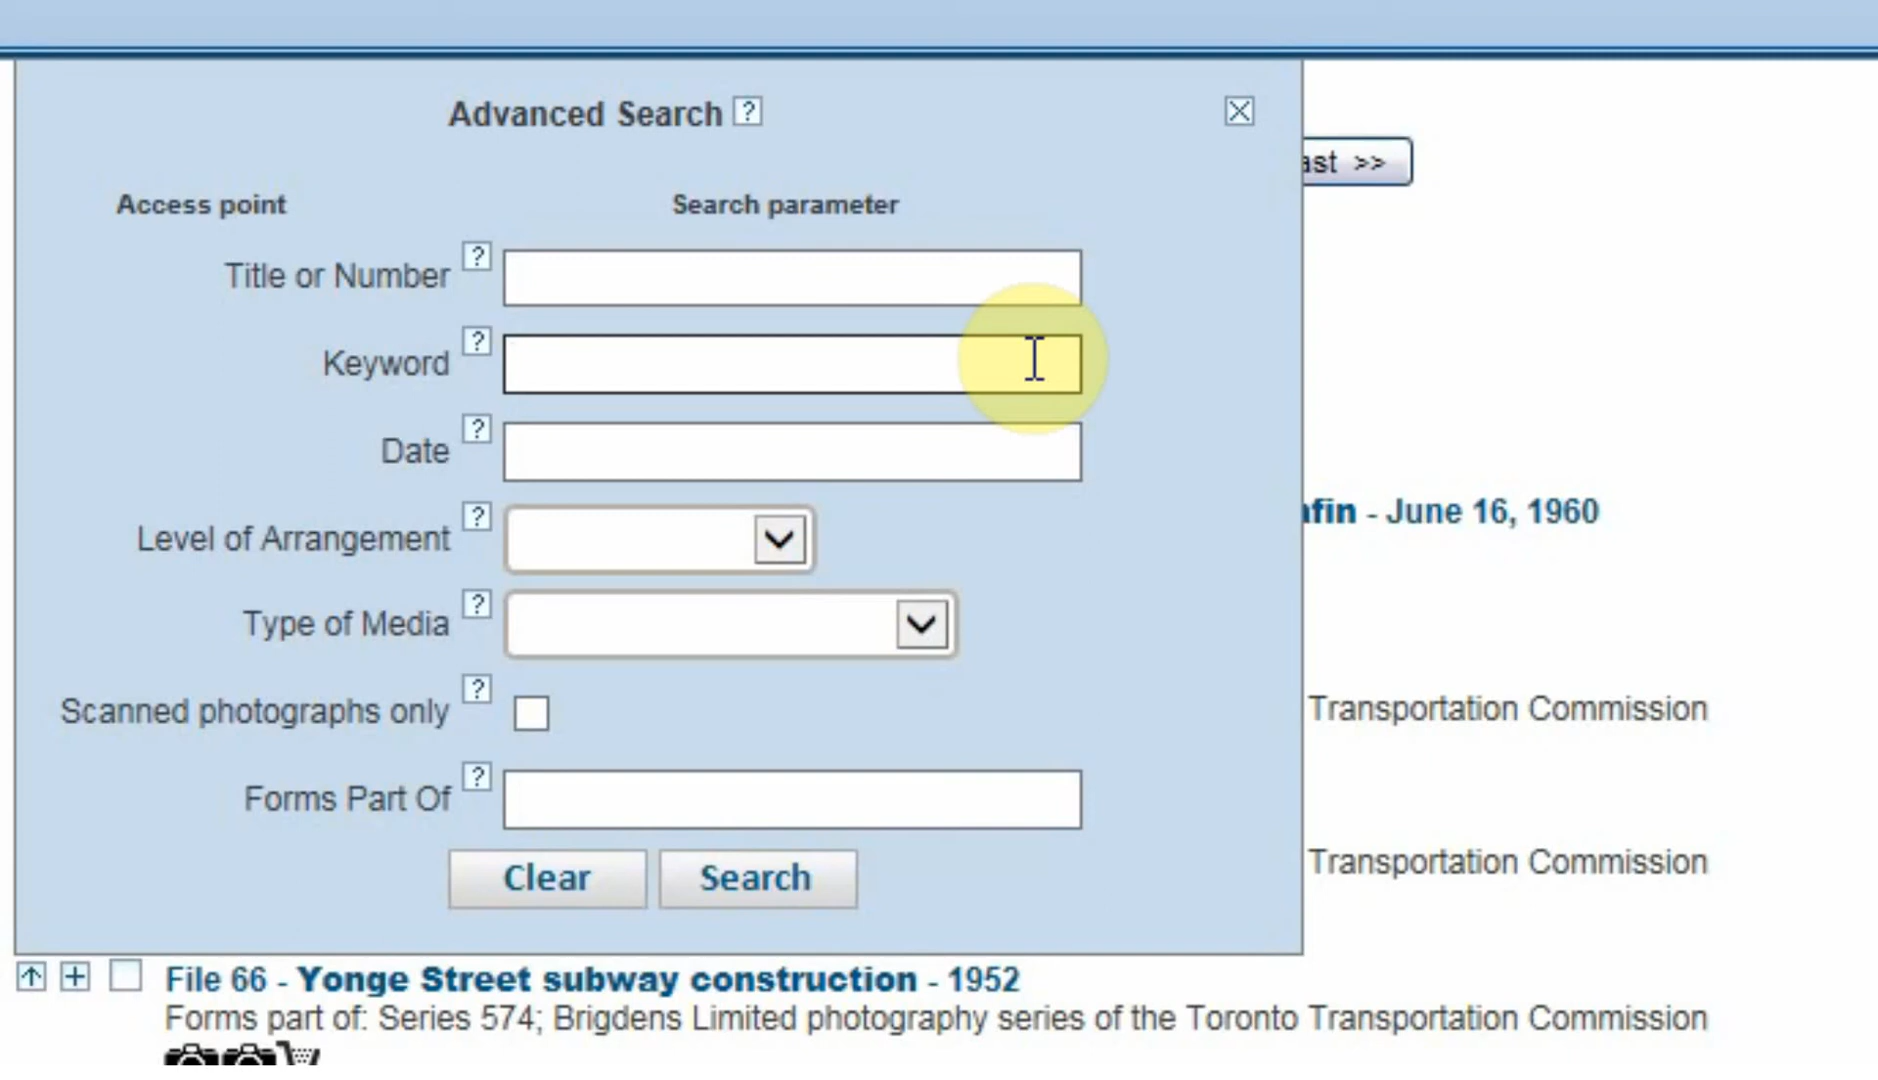 Advanced Search ?
>>
Access point Search parameter
Title or Number ?
Keyword ?
Date ?
Level of Arrangement ?
- June 16, 1960
Type of Media ?
Scanned photographs only ?
Transportation Commission
Forms Part Of ?
Transportation Commission
Clear Search
File 66 - Yonge Street subway construction - 1952
Forms part of: Series 574; Brigdens Limited photography series of the Toronto Transportation Commission